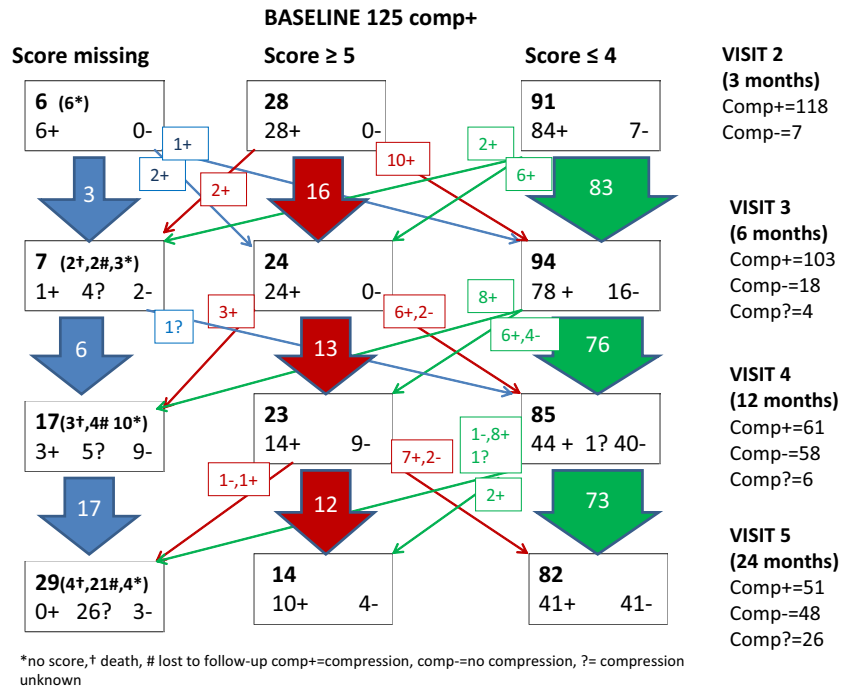 BASELINE 125 comp+
Score missing
Score ≥ 5
Score ≤ 4
VISIT 2
(3 months)
Comp+=118
Comp-=7
6 (6*)
6+ 0-
28
28+ 0-
91
84+ 7-
1+
2+
2+
10+
2+
6+
3
16
83
VISIT 3
(6 months)
Comp+=103
Comp-=18
Comp?=4
7 (2†,2#,3*)
1+ 4? 2-
24
24+ 0-
94
78 + 16-
1?
3+
6+,2-
8+
6+,4-
6
13
76
VISIT 4
(12 months)
Comp+=61
Comp-=58
Comp?=6
17(3†,4# 10*)
3+ 5? 9-
23
14+ 9-
85
44 + 1? 40-
1-,1+
7+,2-
1-,8+
1?
2+
17
12
73
VISIT 5
(24 months)
Comp+=51
Comp-=48
Comp?=26
29(4†,21#,4*)
0+ 26? 3-
14
10+ 4-
82
41+ 41-
*no score,† death, # lost to follow-up comp+=compression, comp-=no compression, ?= compression
unknown